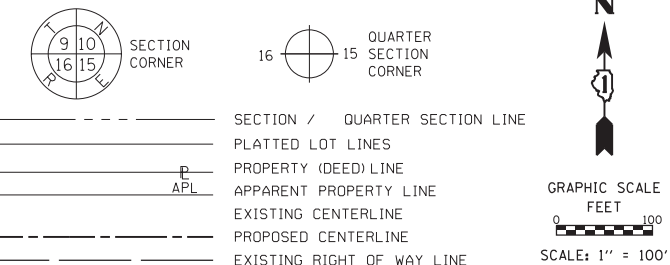 T N
9 10
16 15
R E
SECTION
CORNER
16 15
QUARTER
SECTION
CORNER
SECTION / QUARTER SECTION LINE
PLATTED LOT LINES
PL
PROPERTY (DEED) LINE
APL
APPARENT PROPERTY LINE
EXISTING CENTERLINE
PROPOSED CENTERLINE
EXISTING RIGHT OF WAY LINE
N
1
GRAPHIC SCALE
FEET
0 100
SCALE: 1" = 100'